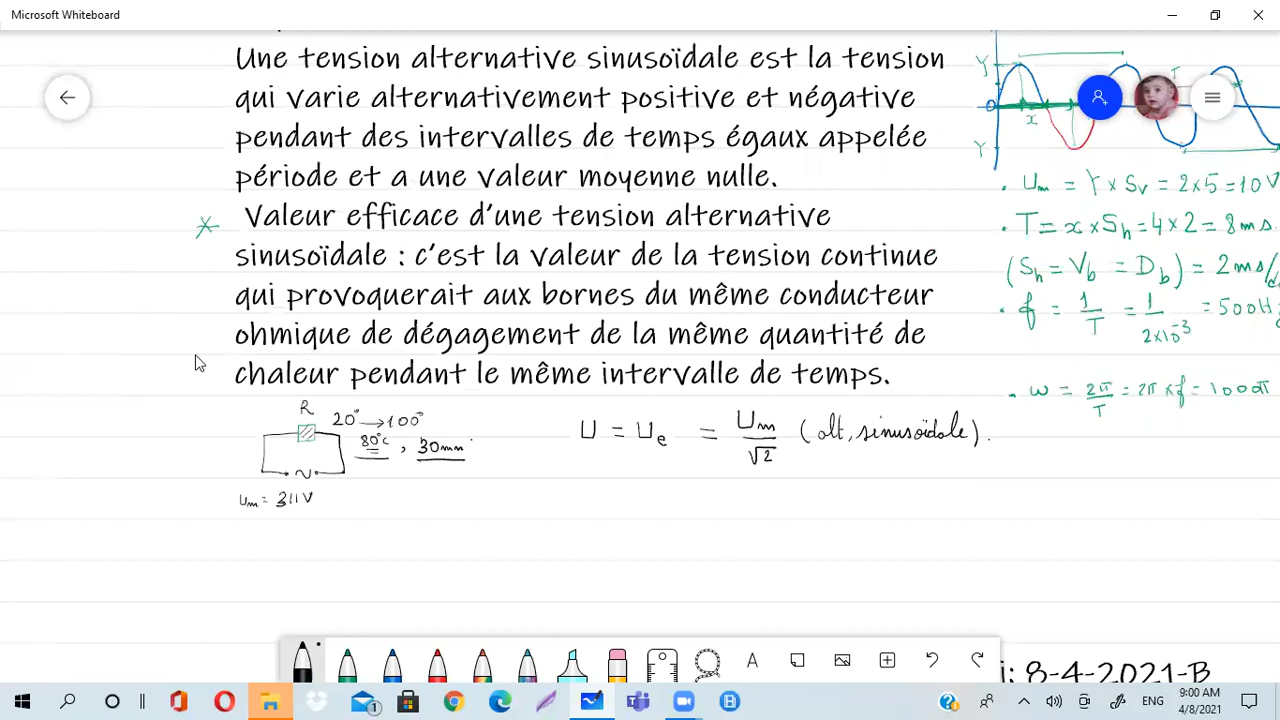 Microsoft Whiteboard
Une tension alternative sinusoïdale est la tension
qui varie alternativement positive et négative
pendant des intervalles de temps égaux appelée
période et a une valeur moyenne nulle.
* Valeur efficace d'une tension alternative
sinusoïdale : c'est la valeur de la tension continue
qui provoquerait aux bornes du même conducteur
ohmique de dégagement de la même quantité de
chaleur pendant le même intervalle de temps.
R
20° → 100°
80°C , 30mn
Um = 311V
U = Ue = Um/√2 (alt, sinusoïdale).
Y
0
x
Y
• Um = Y × Sv = 2×5 = 10V
• T = x × Sh = 4×2 = 8ms.
(Sh = Vb = Db) = 2ms/
• f = 1/T = 1/2×10⁻³ = 500Hz
• w = 2π/T = 2π × f = 1000π
i: 8-4-2021-B
A
1
ENG
9:00 AM
4/8/2021